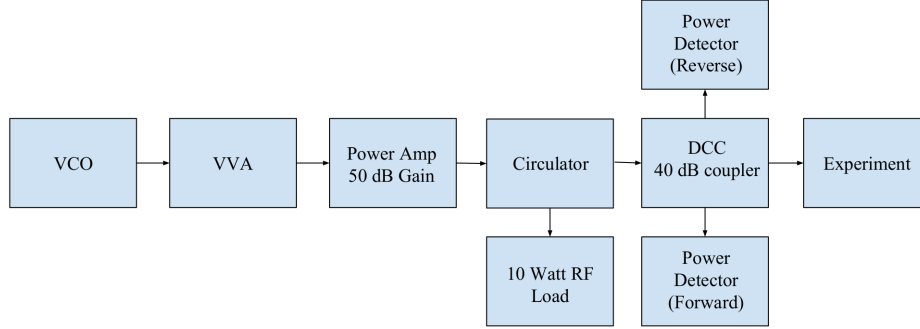 VCO
VVA
Power Amp
50 dB Gain
Circulator
10 Watt RF
Load
Power
Detector
(Reverse)
DCC
40 dB coupler
Power
Detector
(Forward)
Experiment